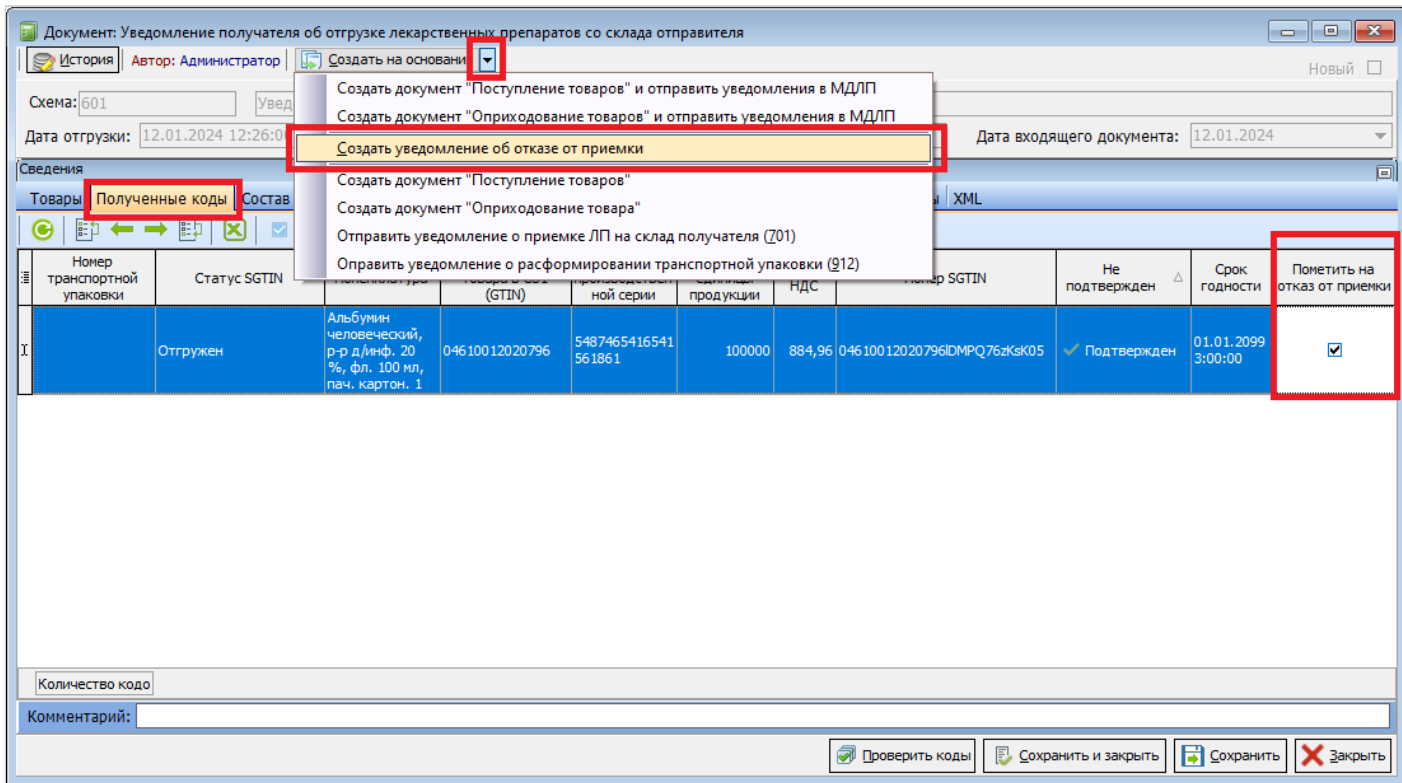 Документ: Уведомление получателя об отгрузке лекарственных препаратов со склада отправителя
История Автор: Администратор Создать на основани
Новый
Создать документ "Поступление товаров" и отправить уведомления в МДЛП
Схема: 601
Создать документ "Оприходование товаров" и отправить уведомления в МДЛП
Дата отгрузки: 12.01.2024 12:26:0
Дата входящего документа: 12.01.2024
Создать уведомление об отказе от приемки
Сведения
Создать документ "Поступление товаров"
Товары Полученные коды Состав XML
Создать документ "Оприходование товара"
Отправить уведомление о приемке ЛП на склад получателя (701)
Оправить уведомление о расформировании транспортной упаковки (912)
Номер
транспортной
упаковки
Статус SGTIN
(GTIN)
ной серии
продукции
НДС
SGTIN
Не
подтвержден
Срок
годности
Пометить на
отказ от приемки
Альбумин
человеческий,
р-р д/инф. 20
%, фл. 100 мл,
пач. картон. 1
Отгружен
04610012020796
5487465416541
561861
100000
884,96
04610012020796lDMPQ76zKsK05
Подтвержден
01.01.2099
3:00:00
Количество кодо
Комментарий:
Проверить коды Сохранить и закрыть Сохранить Закрыть